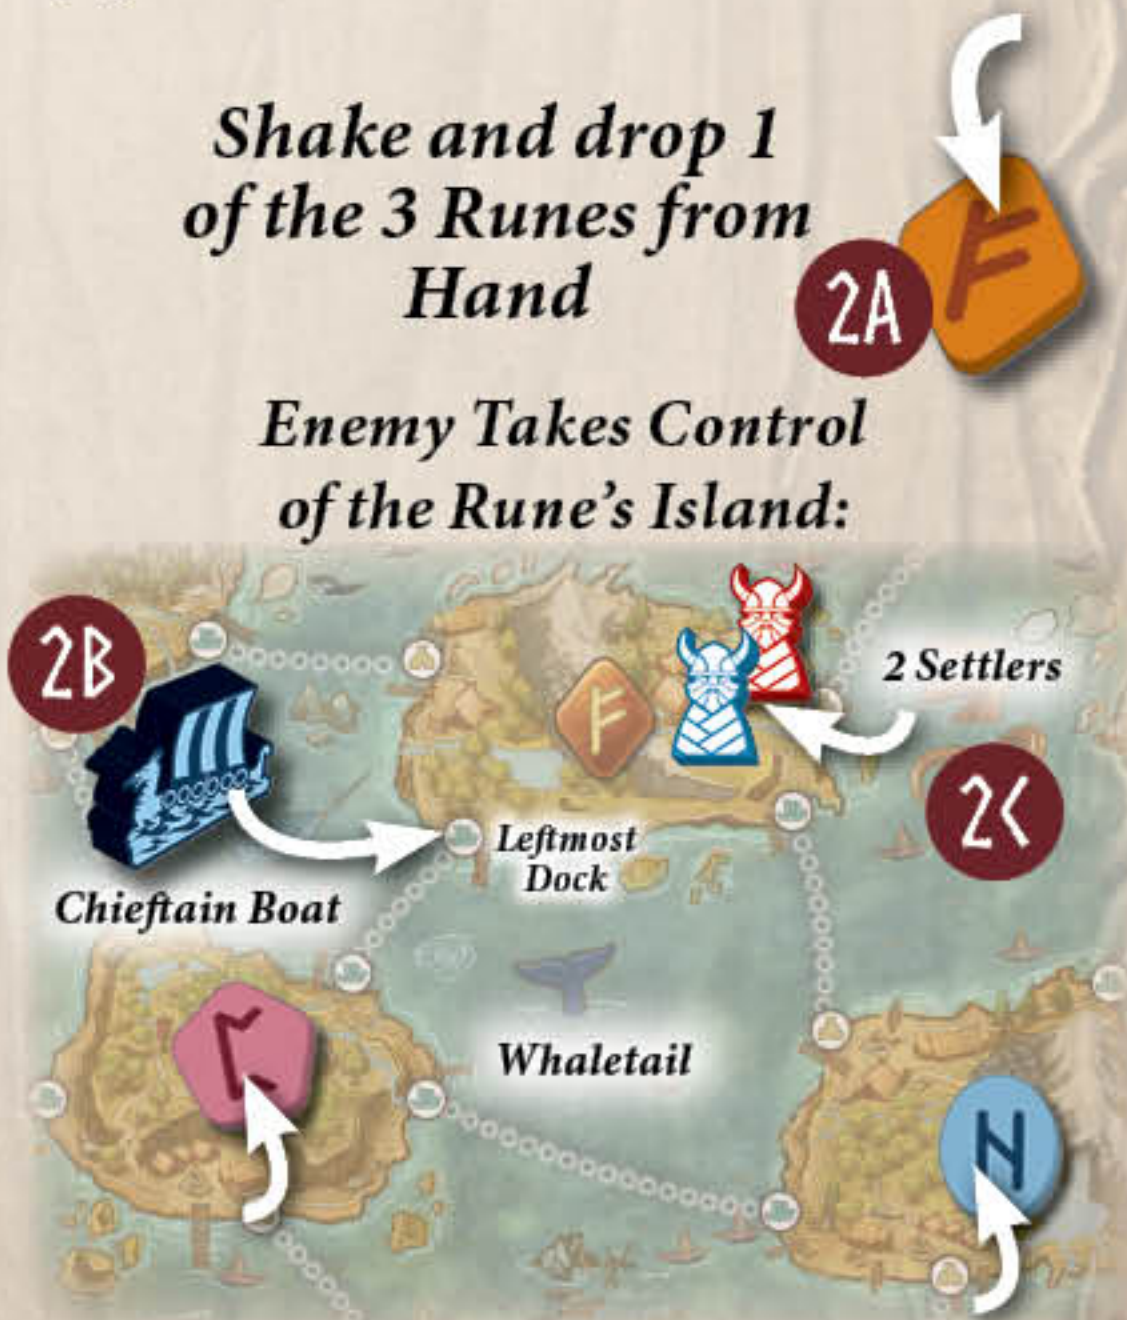 Shake and drop 1
of the 3 Runes from
Hand
2A
Enemy Takes Control
of the Rune's Island:
2B
2 Settlers
2C
Leftmost
Dock
Chieftain Boat
Whaletail